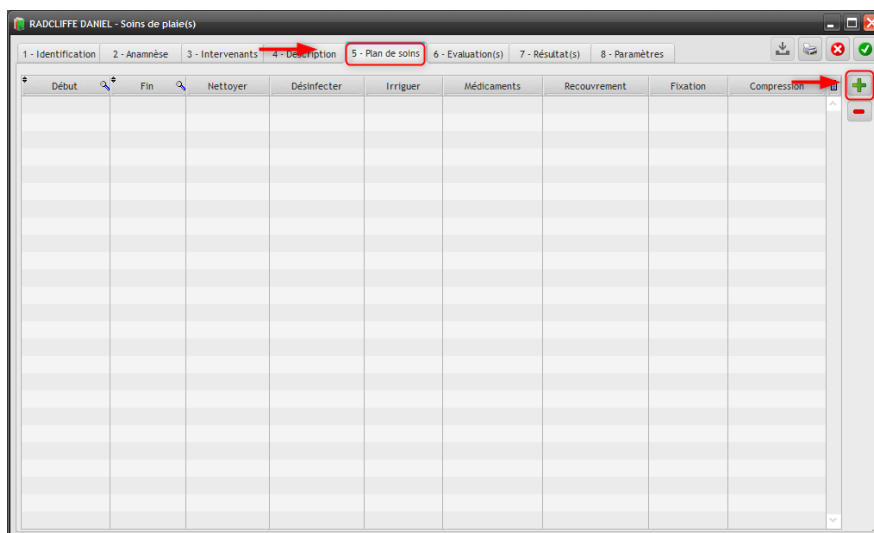 RADCLIFFE DANIEL - Soins de plaie(s)
1 - Identification 2 - Anamnèse 3 - Intervenants 4 - Description 5 - Plan de soins 6 - Evaluation(s) 7 - Résultat(s) 8 - Paramètres
Début Fin Nettoyer Désinfecter Irriguer Médicaments Recouvrement Fixation Compression